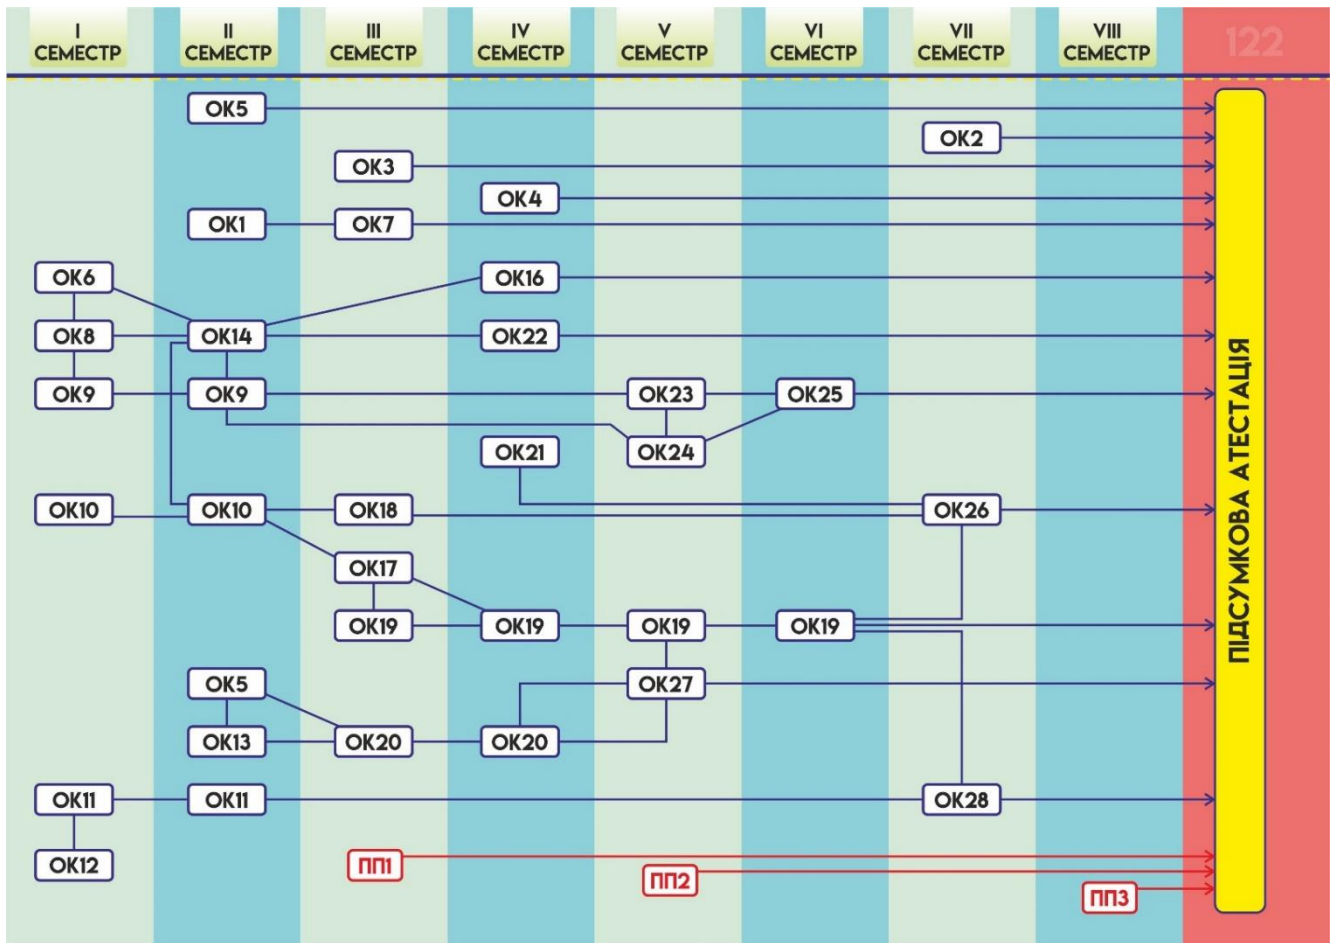 I
СЕМЕСТР
II
СЕМЕСТР
III
СЕМЕСТР
IV
СЕМЕСТР
V
СЕМЕСТР
VI
СЕМЕСТР
VII
СЕМЕСТР
VIII
СЕМЕСТР
122
ОК5
ОК2
ОК3
ОК4
ОК1
ОК7
ОК6
ОК16
ОК8
ОК14
ОК22
ОК9
ОК9
ОК23
ОК25
ОК21
ОК24
ОК10
ОК10
ОК18
ОК26
ОК17
ОК19
ОК19
ОК19
ОК19
ОК5
ОК27
ОК13
ОК20
ОК20
ОК11
ОК11
ОК28
ОК12
ПП1
ПП2
ПП3
ПІДСУМКОВА АТЕСТАЦІЯ